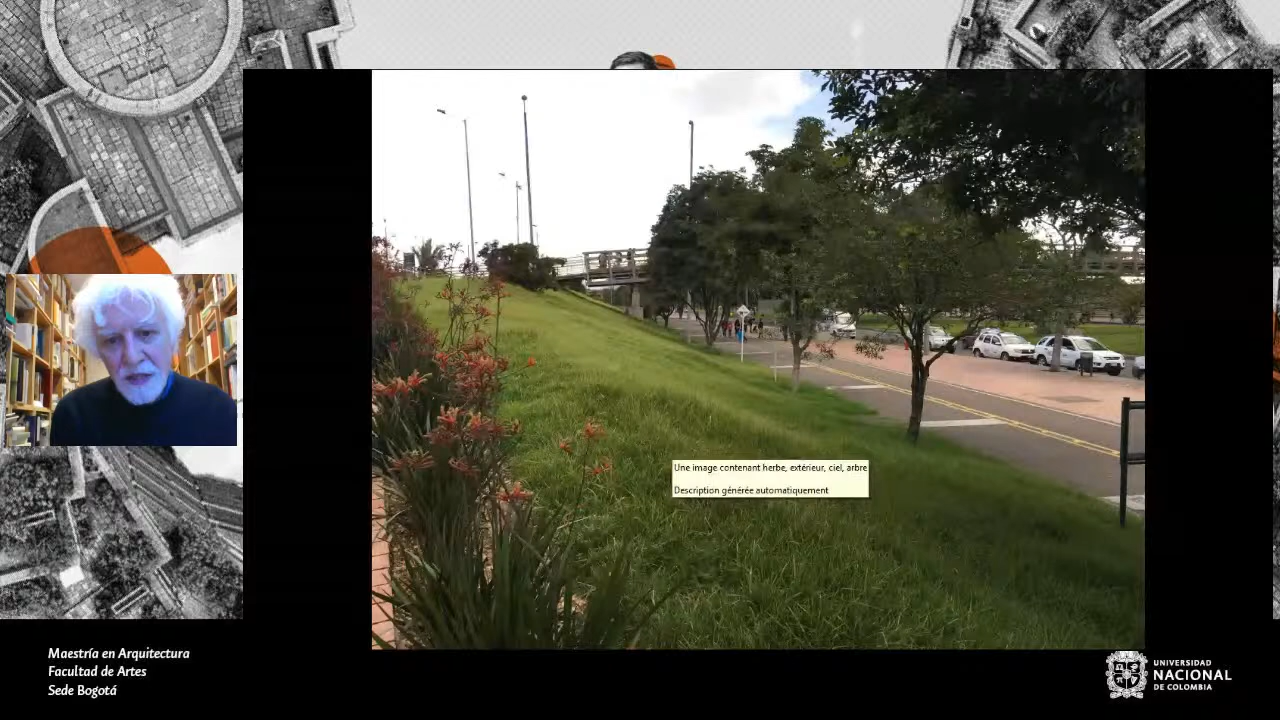 Une image contenant herbe, extérieur, ciel, arbre
Description générée automatiquement
Maestría en Arquitectura
Facultad de Artes
Sede Bogotá
UNIVERSIDAD
NACIONAL
DE COLOMBIA